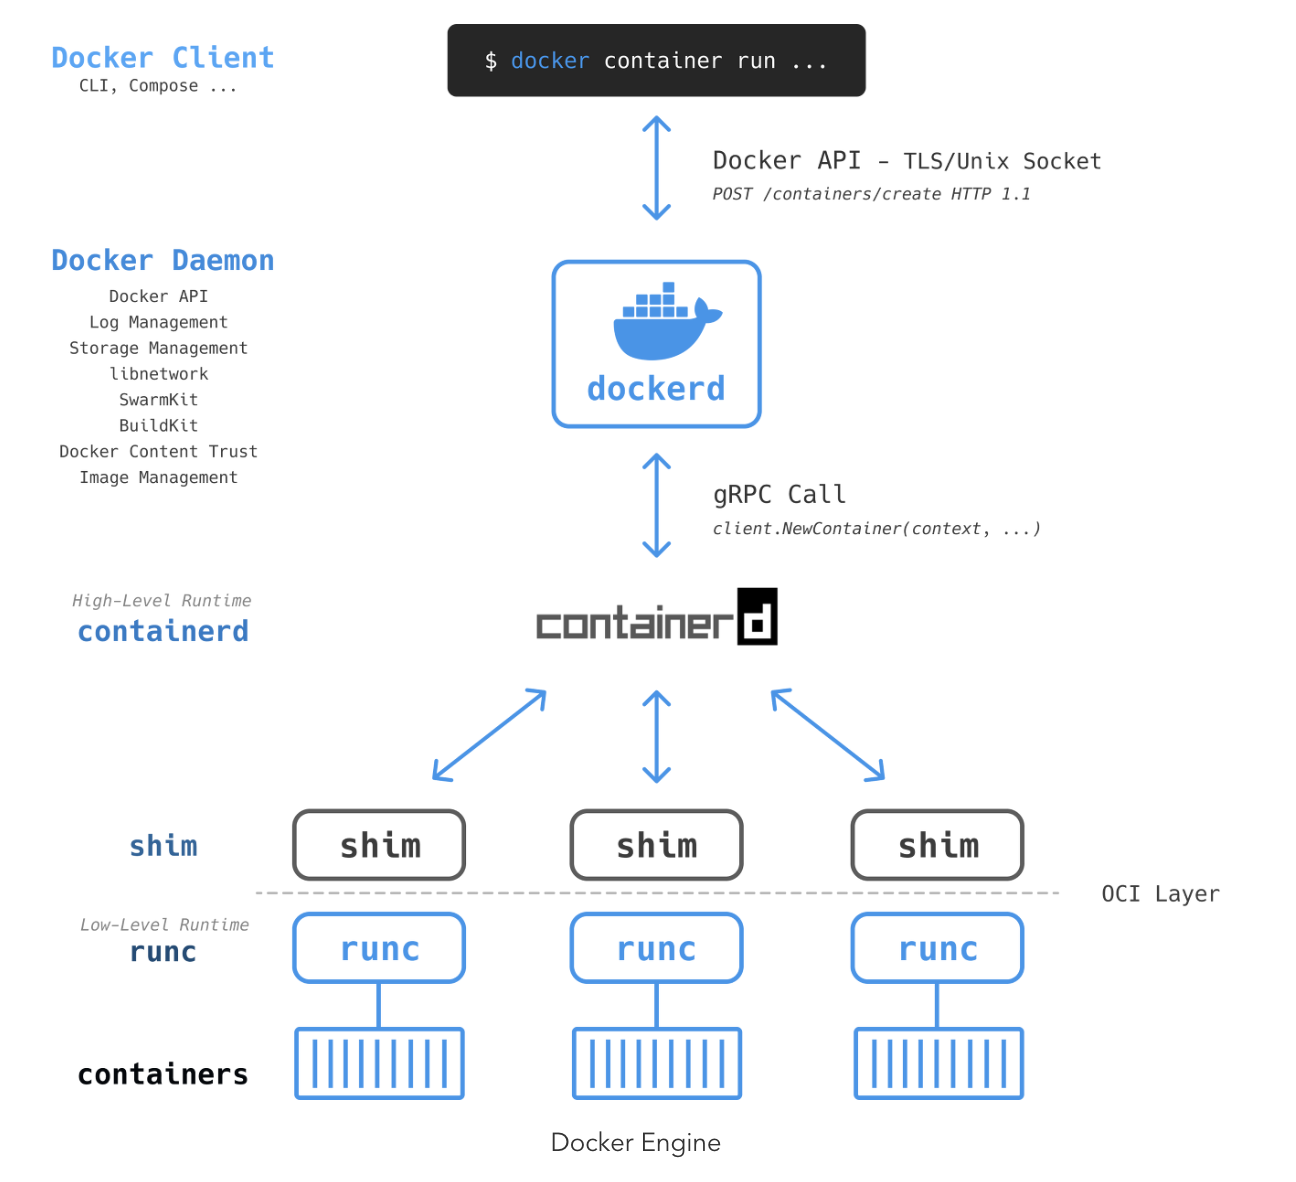 Docker Client
CLI, Compose ...
$ docker container run ...
Docker API - TLS/Unix Socket
POST /containers/create HTTP 1.1
Docker Daemon
Docker API
Log Management
Storage Management
libnetwork
SwarmKit
BuildKit
Docker Content Trust
Image Management
dockerd
gRPC Call
client.NewContainer(context, ...)
High-Level Runtime
containerd
containerd
shim
shim
shim
shim
OCI Layer
Low-Level Runtime
runc
runc
runc
runc
containers
Docker Engine